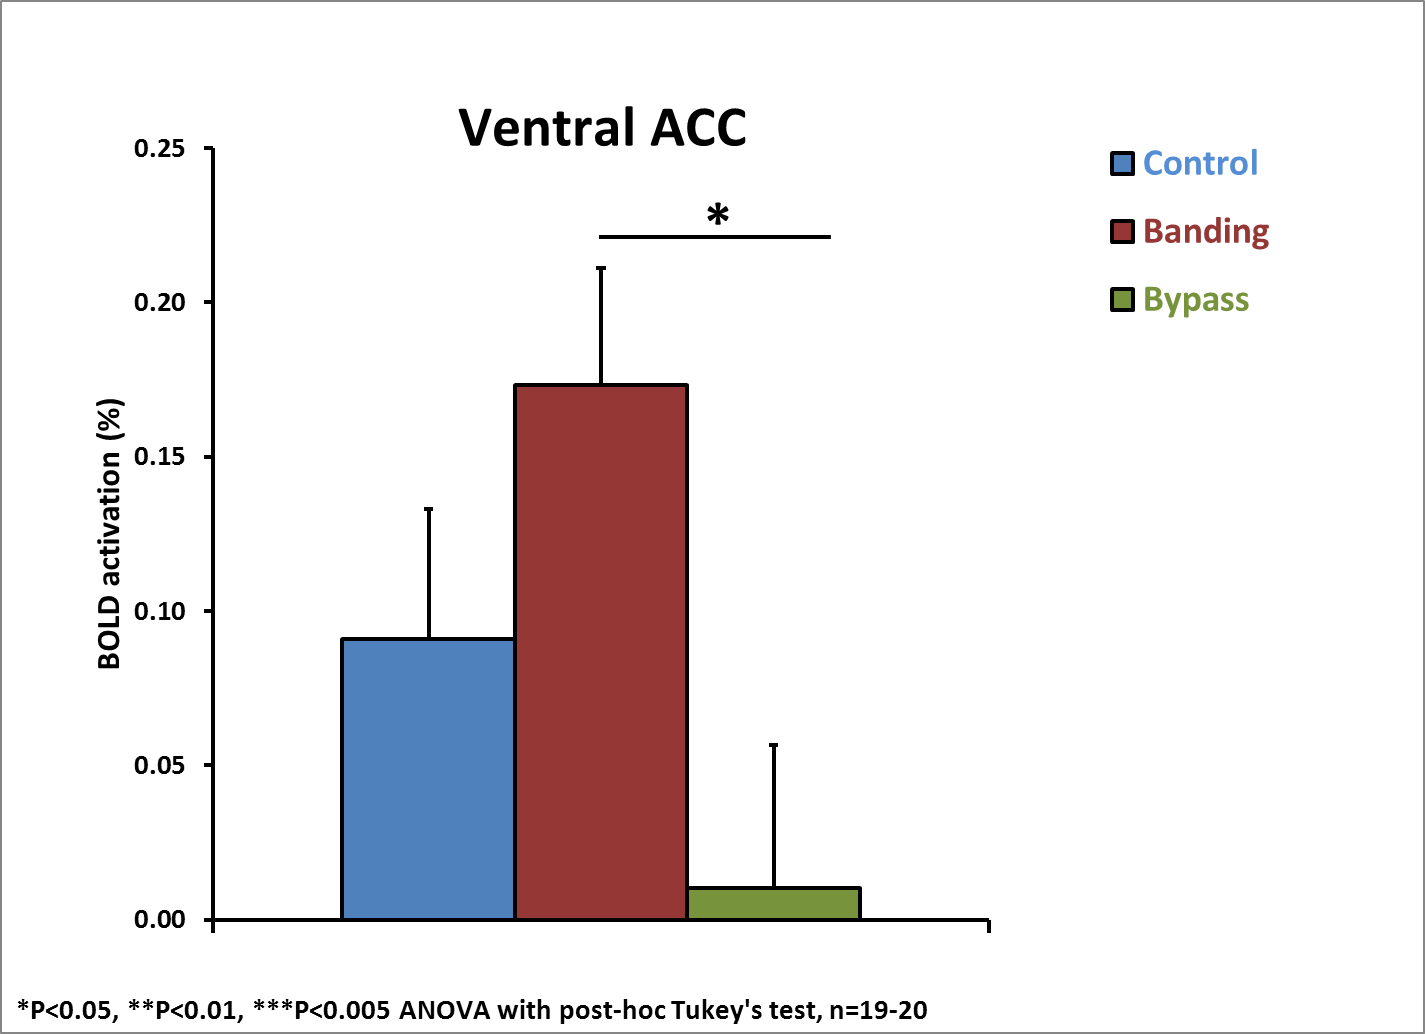 Ventral ACC
0.25
0.20
0.15
0.10
0.05
0.00
BOLD activation (%)
*
Control
Banding
Bypass
*P<0.05, **P<0.01, ***P<0.005 ANOVA with post-hoc Tukey's test, n=19-20